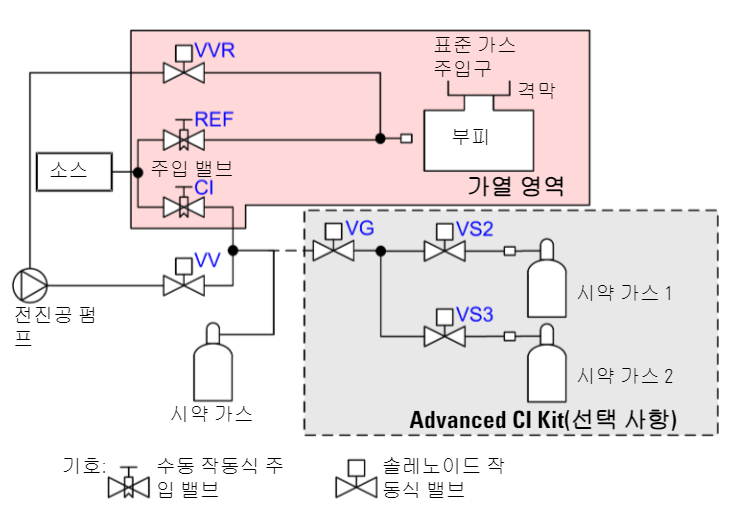 VVR
표준 가스
주입구
격막
REF
부피
소스
주입 밸브
CI
가열 영역
VG
VS2
VV
시약 가스 1
전진공 펌
프
VS3
시약 가스 2
시약 가스
Advanced CI Kit(선택 사항)
기호:
수동 작동식 주
입 밸브
솔레노이드 작
동식 밸브